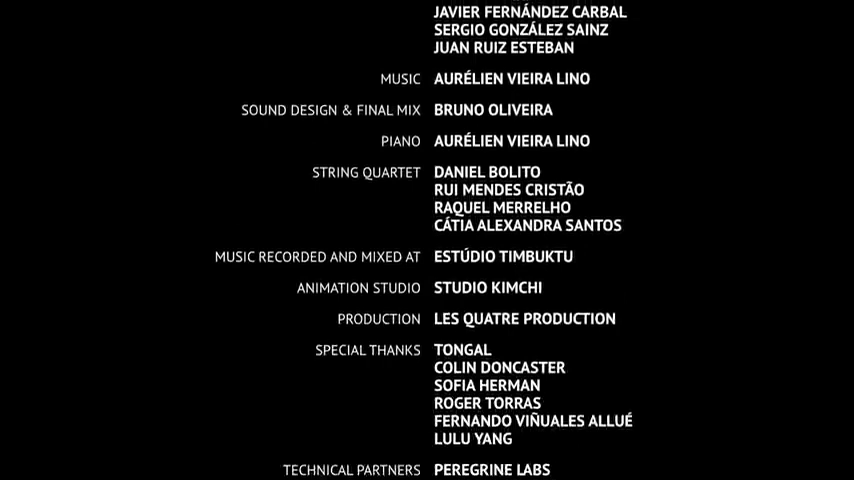 JAVIER FERNÁNDEZ CARBAL
SERGIO GONZÁLEZ SAINZ
JUAN RUIZ ESTEBAN
MUSIC AURÉLIEN VIEIRA LINO
SOUND DESIGN & FINAL MIX BRUNO OLIVEIRA
PIANO AURÉLIEN VIEIRA LINO
STRING QUARTET DANIEL BOLITO
RUI MENDES CRISTÃO
RAQUEL MERRELHO
CÁTIA ALEXANDRA SANTOS
MUSIC RECORDED AND MIXED AT ESTÚDIO TIMBUKTU
ANIMATION STUDIO STUDIO KIMCHI
PRODUCTION LES QUATRE PRODUCTION
SPECIAL THANKS TONGAL
COLIN DONCASTER
SOFIA HERMAN
ROGER TORRAS
FERNANDO VIÑUALES ALLUÉ
LULU YANG
TECHNICAL PARTNERS PEREGRINE LABS